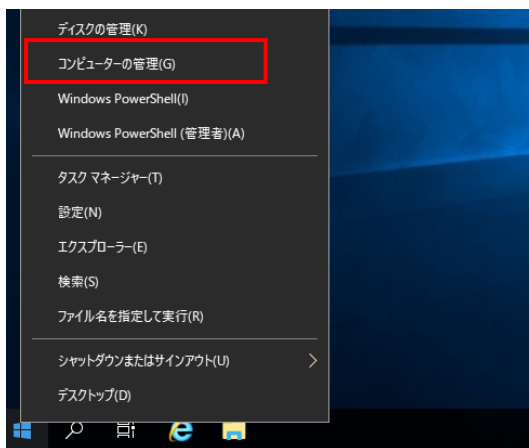 ディスクの管理(K)
コンピューターの管理(G)
Windows PowerShell(I)
Windows PowerShell (管理者)(A)
タスク マネージャー(T)
設定(N)
エクスプローラー(E)
検索(S)
ファイル名を指定して実行(R)
シャットダウンまたはサインアウト(U)
デスクトップ(D)